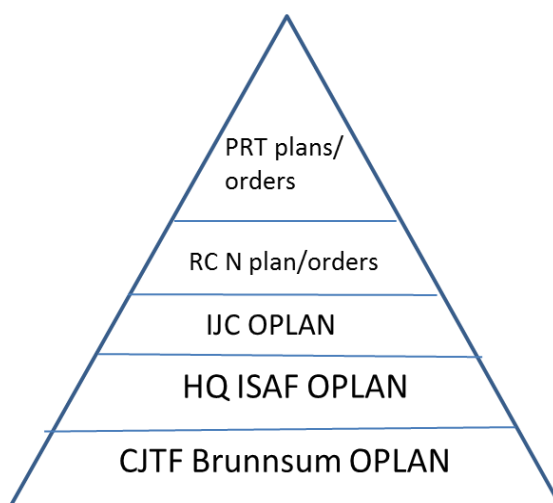 PRT plans/
orders
RC N plan/orders
IJC OPLAN
HQ ISAF OPLAN
CJTF Brunnsum OPLAN